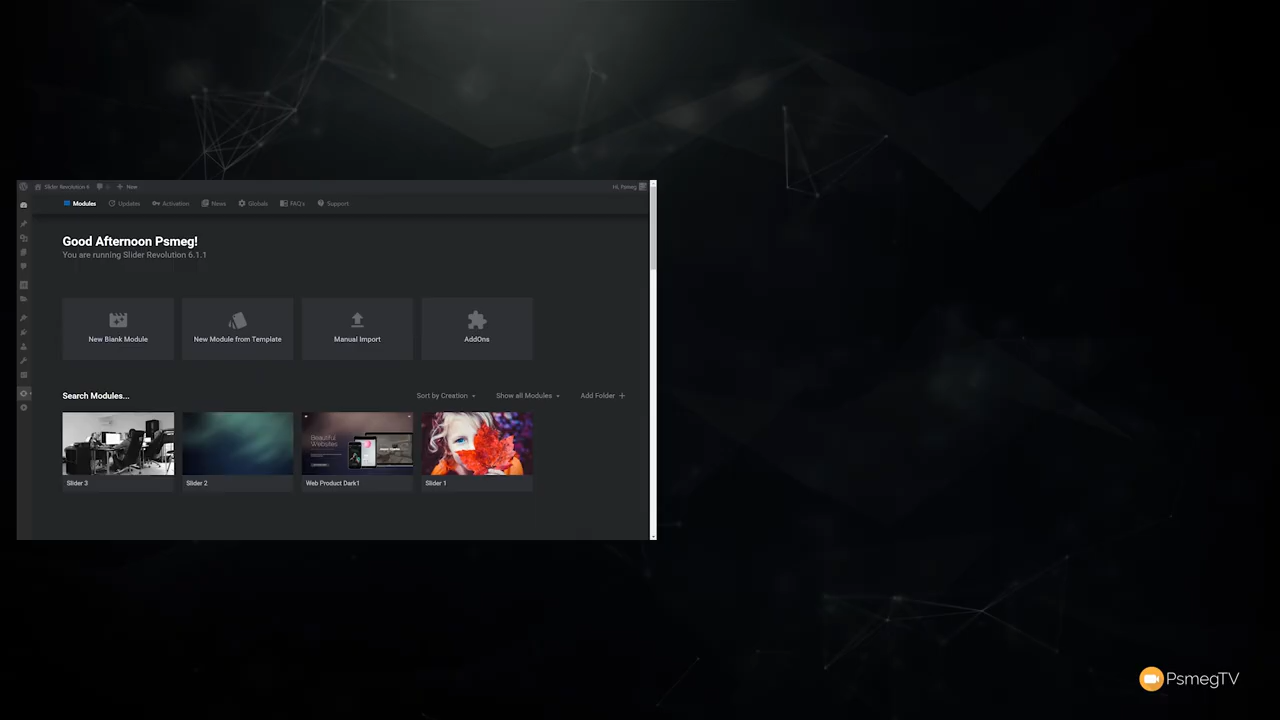 Slider Revolution 6 New Hi, Psmeg
Modules Updates Activation News Globals FAQ's Support
Good Afternoon Psmeg!
You are running Slider Revolution 6.1.1
New Blank Module New Module from Template Manual Import AddOns
Search Modules... Sort by Creation Show all Modules Add Folder
Beautiful
Websites
Slider 3 Slider 2 Web Product Dark1 Slider 1
PsmegTV